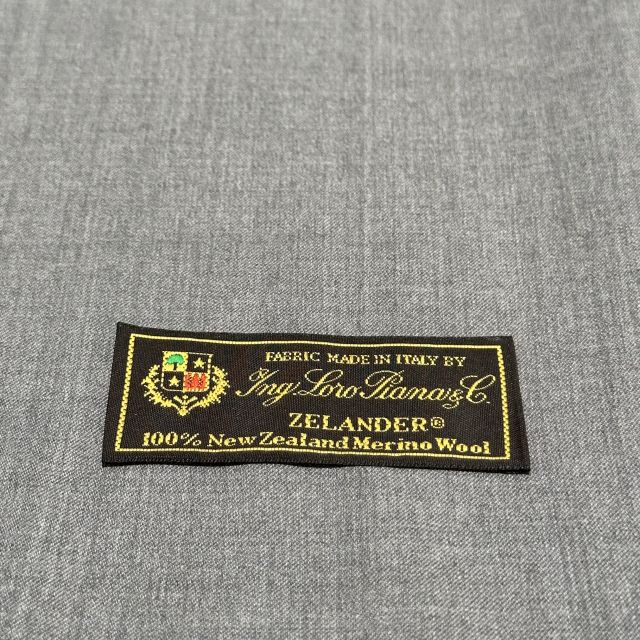 FABRIC MADE IN ITALY BY
Ing Loro Piana & C.
ZELANDER®
100% New Zealand Merino Wool